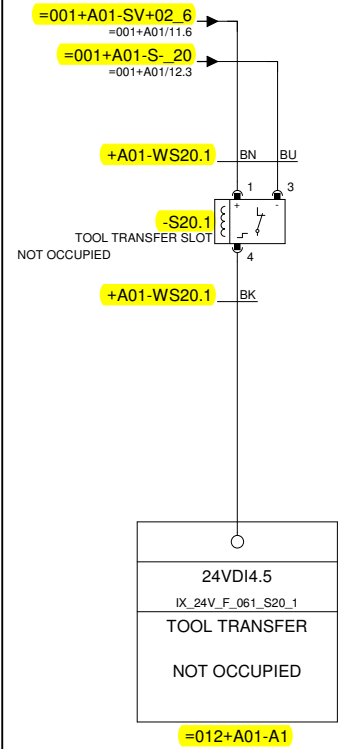 =001+A01-SV+02_6
=001+A01/11.6
=001+A01-S-_20
=001+A01/12.3
+A01-WS20.1 BN BU
1 3
+ -
-S20.1
TOOL TRANSFER SLOT
NOT OCCUPIED
4
+A01-WS20.1 BK
24VDI4.5
IX_24V_F_061_S20_1
TOOL TRANSFER
NOT OCCUPIED
=012+A01-A1